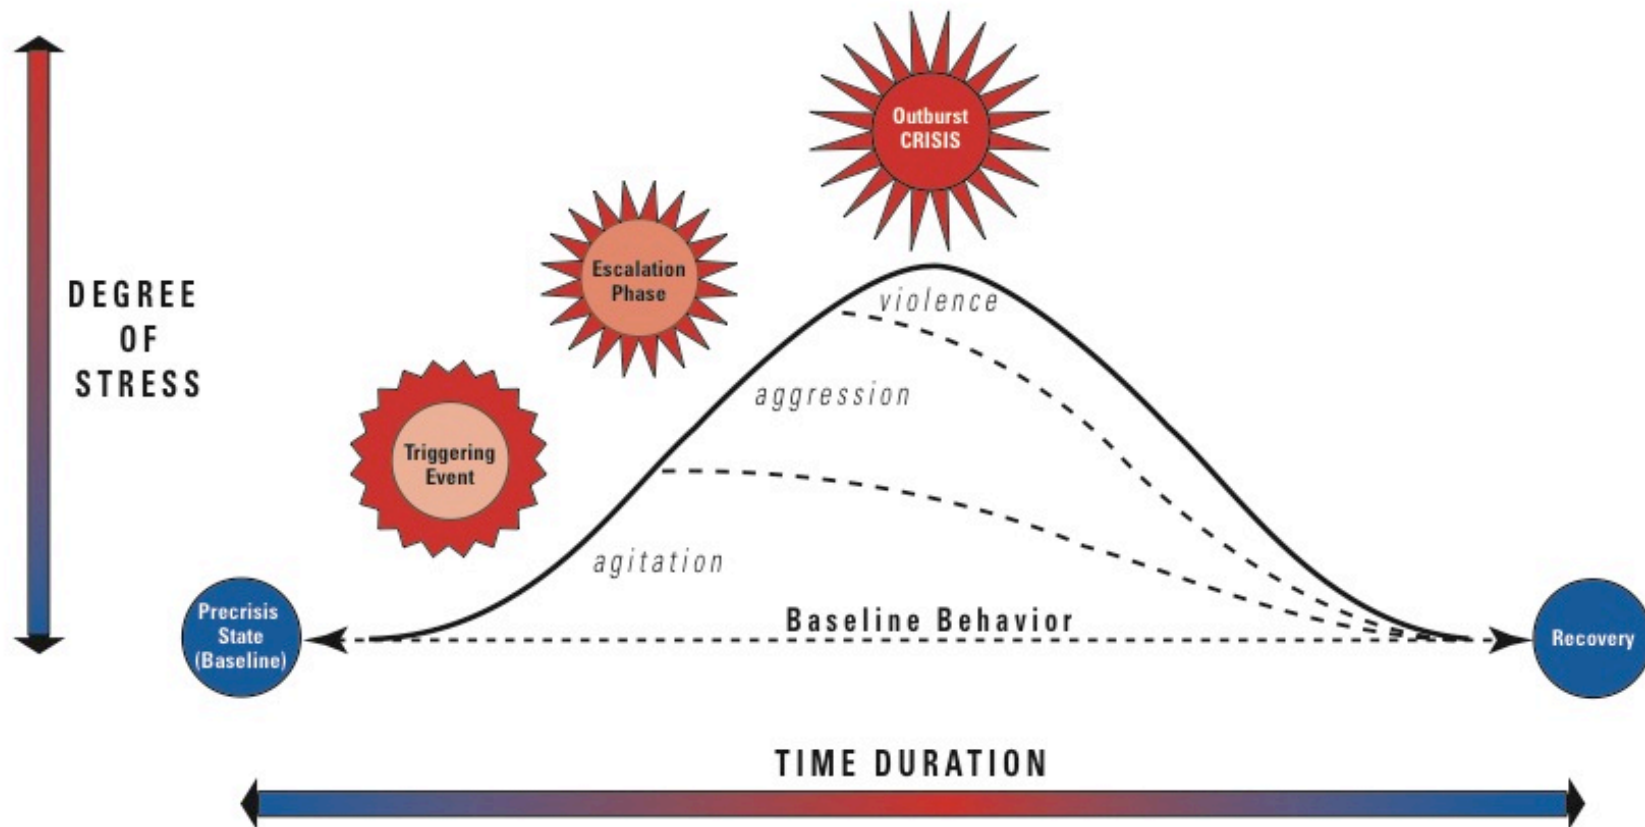 Outburst
CRISIS
Escalation
Phase
DEGREE
OF
STRESS
violence
aggression
Triggering
Event
agitation
Precrisis
State
(Baseline)
Baseline Behavior
Recovery
TIME DURATION